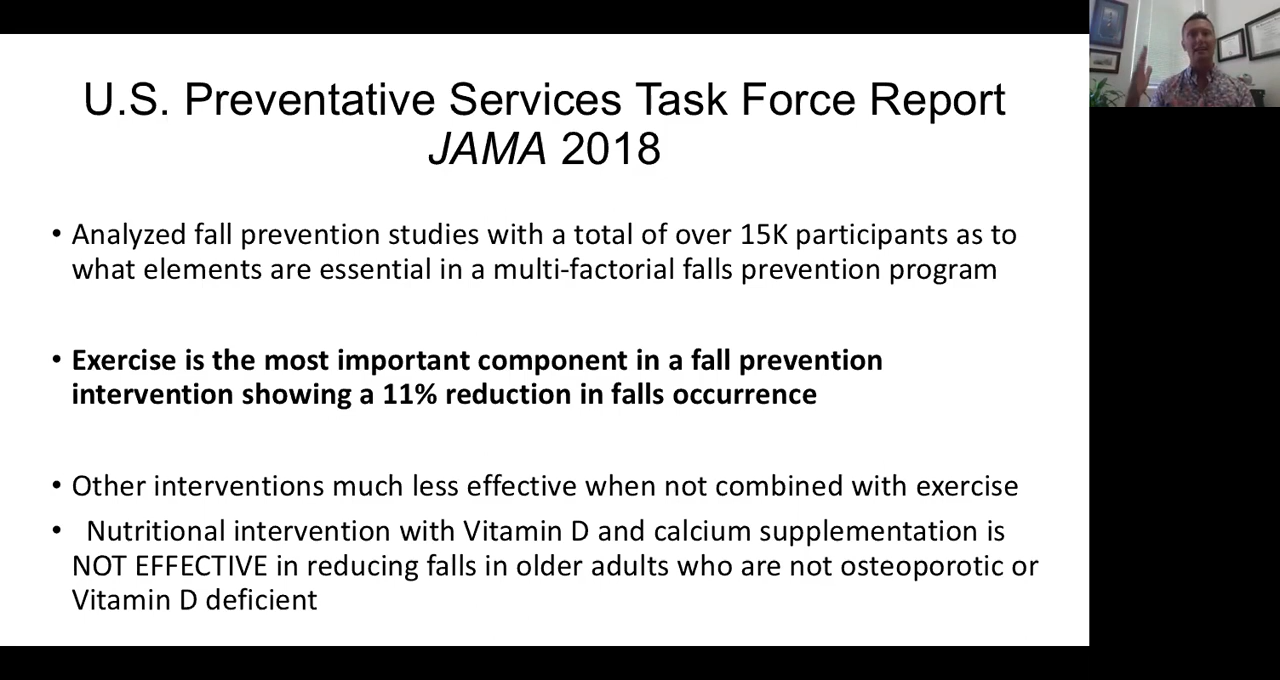 U.S. Preventative Services Task Force Report
JAMA 2018
• Analyzed fall prevention studies with a total of over 15K participants as to
what elements are essential in a multi-factorial falls prevention program
• Exercise is the most important component in a fall prevention
intervention showing a 11% reduction in falls occurrence
• Other interventions much less effective when not combined with exercise
• Nutritional intervention with Vitamin D and calcium supplementation is
NOT EFFECTIVE in reducing falls in older adults who are not osteoporotic or
Vitamin D deficient